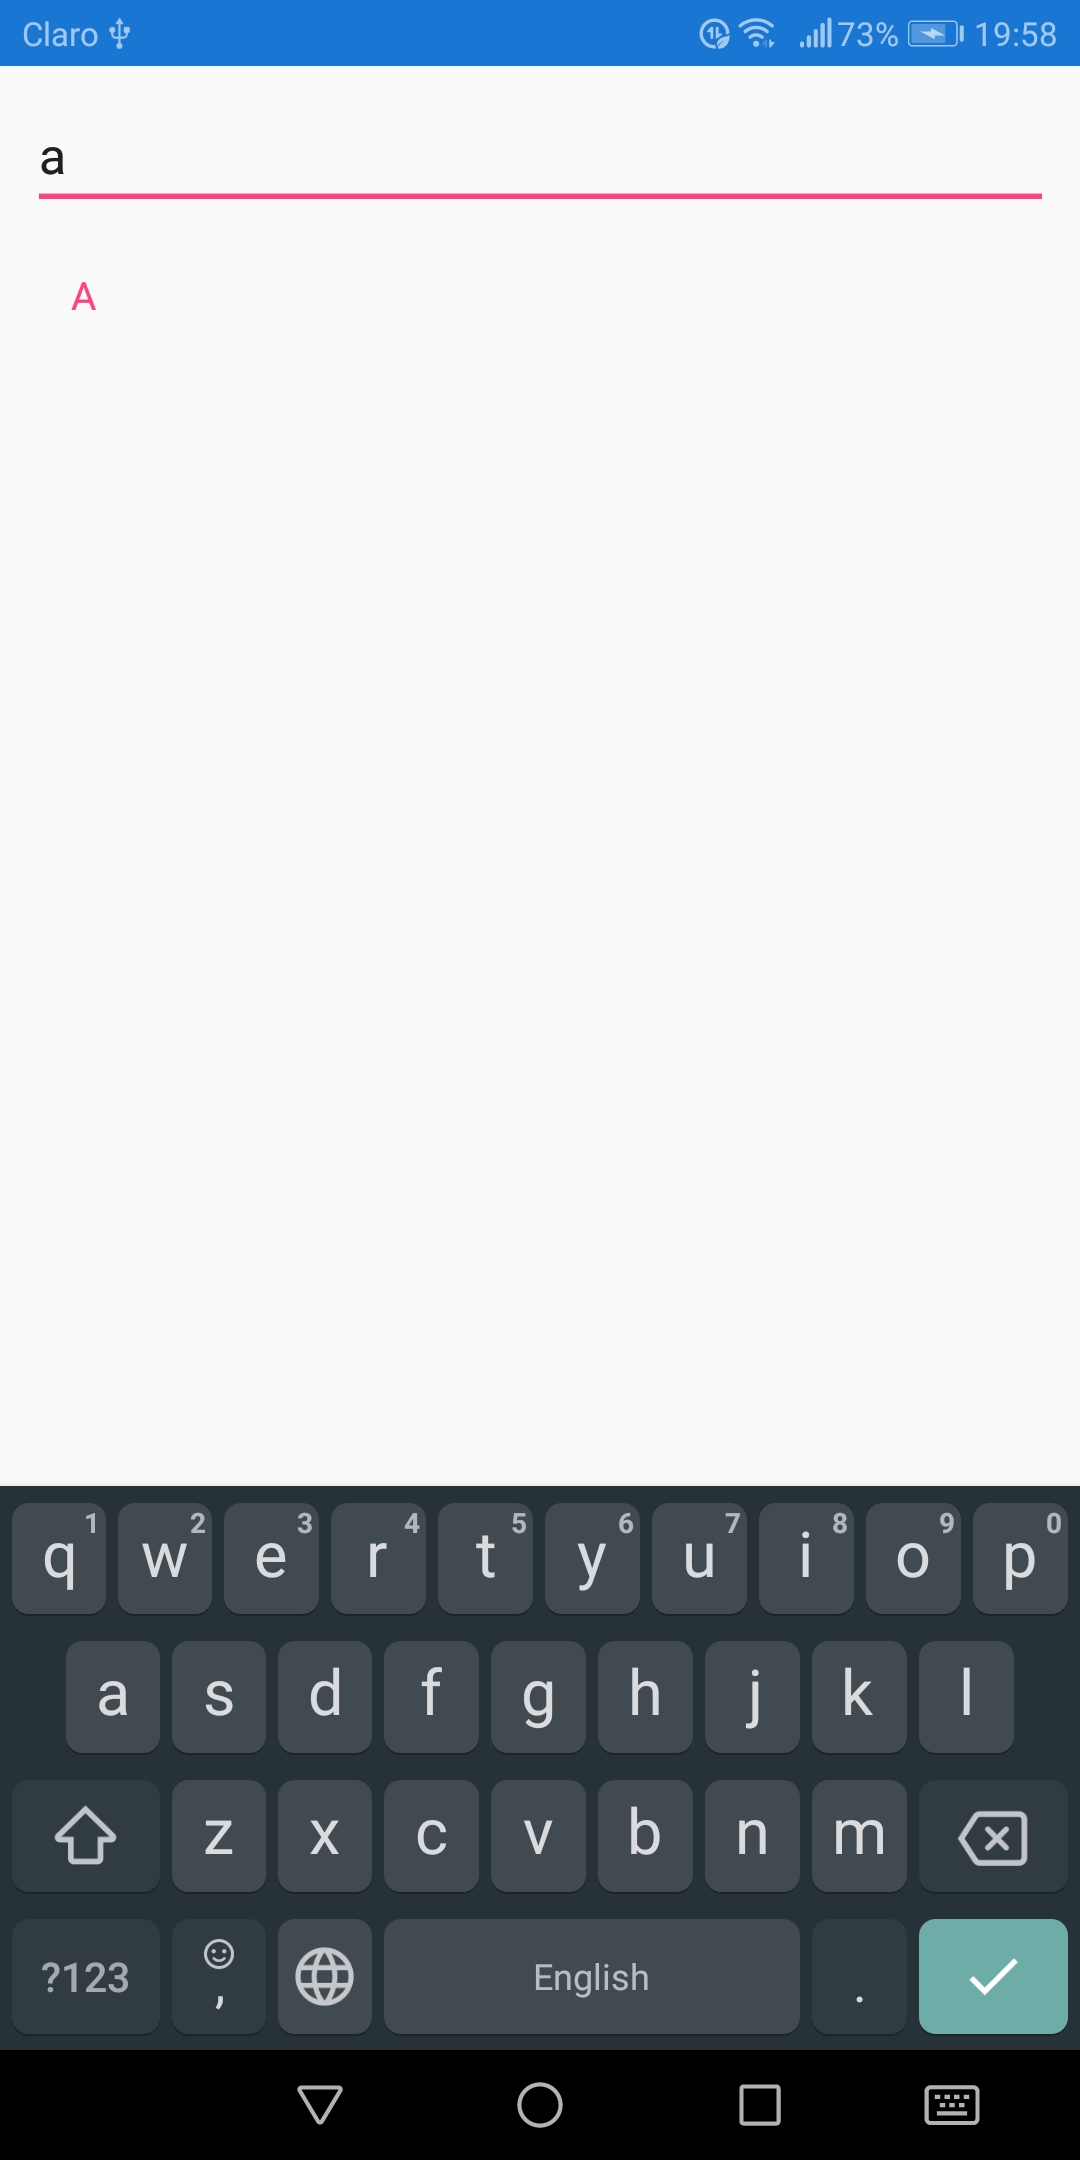 Claro 73% 19:58
a
A
q 1 w 2 e 3 r 4 t 5 y 6 u 7 i 8 o 9 p 0
a s d f g h j k l
z x c v b n m
?123 , English .